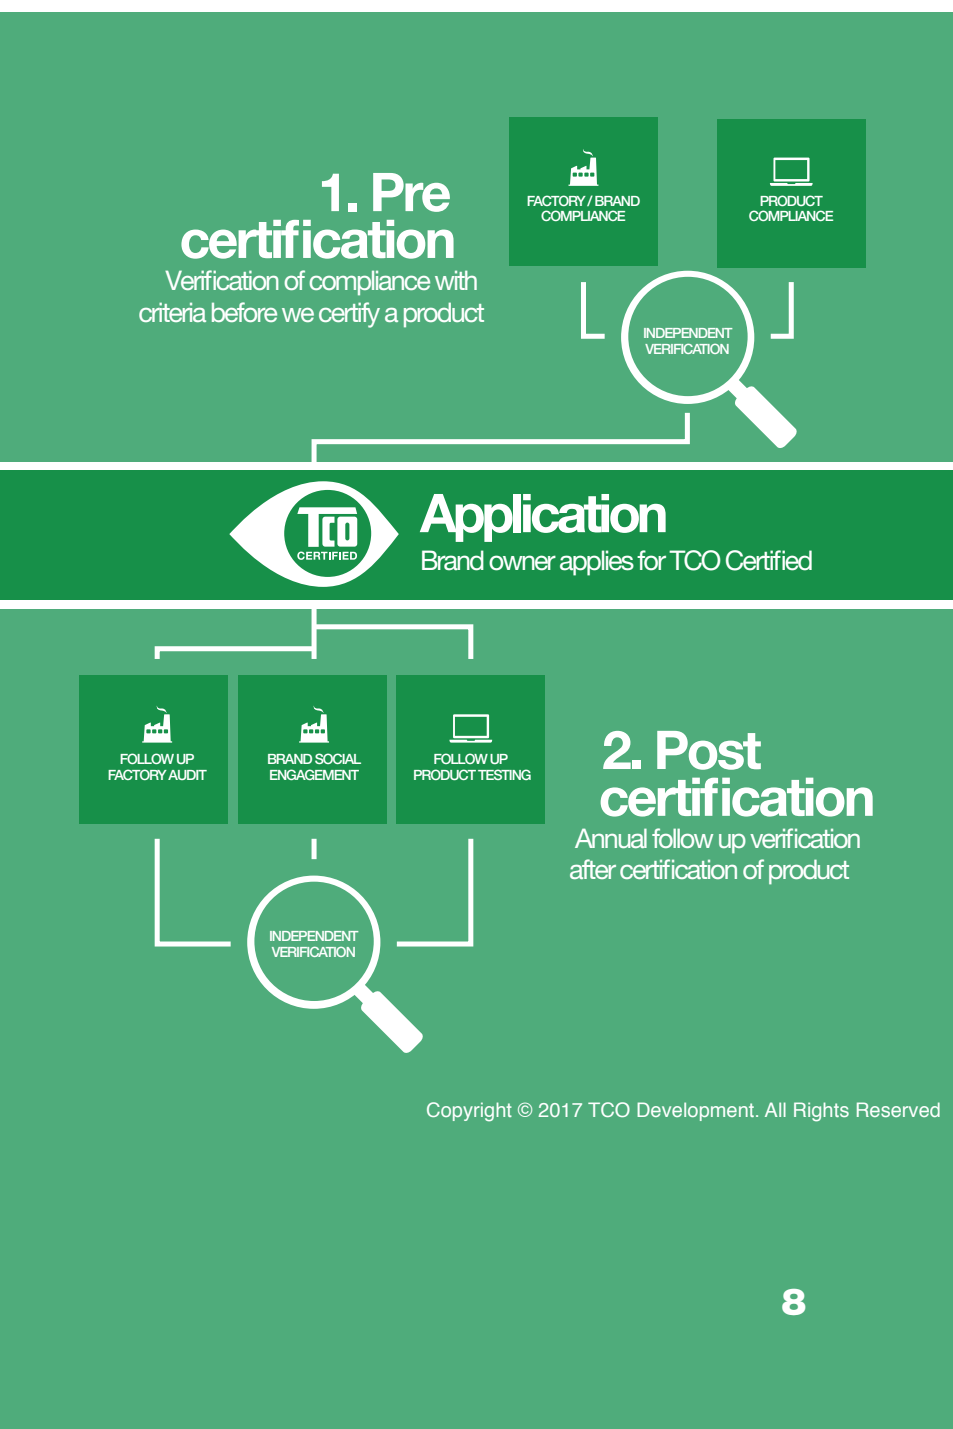 1. Pre
certification
Verification of compliance with
criteria before we certify a product
FACTORY / BRAND
COMPLIANCE
PRODUCT
COMPLIANCE
INDEPENDENT
VERIFICATION
TCO
CERTIFIED
Application
Brand owner applies for TCO Certified
FOLLOW UP
FACTORY AUDIT
BRAND SOCIAL
ENGAGEMENT
FOLLOW UP
PRODUCT TESTING
2. Post
certification
Annual follow up verification
after certification of product
INDEPENDENT
VERIFICATION
Copyright © 2017 TCO Development. All Rights Reserved
8